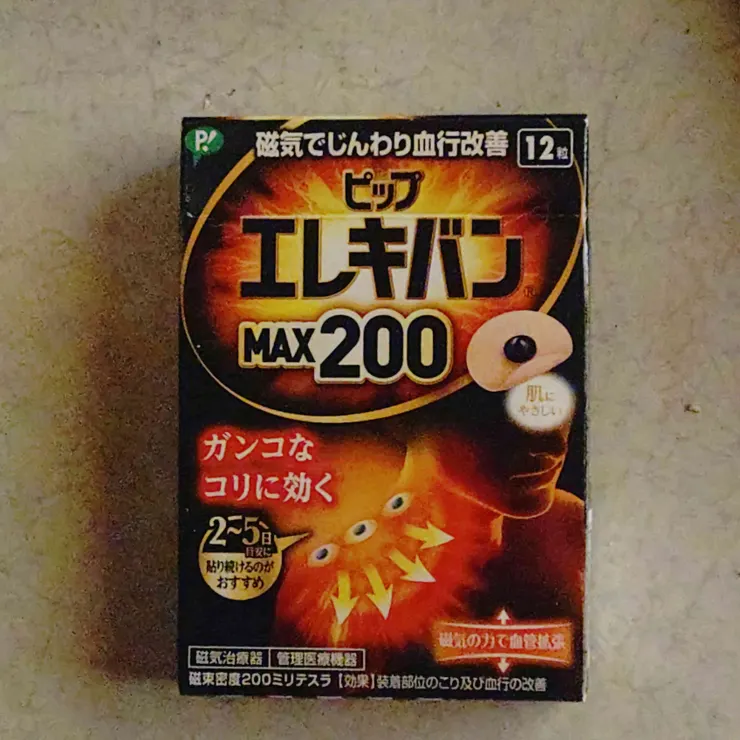 P!
磁気でじんわり血行改善
12粒
ピップ
エレキバン®
MAX200
肌に
やさしい
ガンコな
コリに効く
2~5日
目安に
貼り続けるのが
おすすめ
磁気の力で血管拡張
磁気治療器 管理医療機器
磁束密度200ミリテスラ【効果】装着部位のこり及び血行の改善